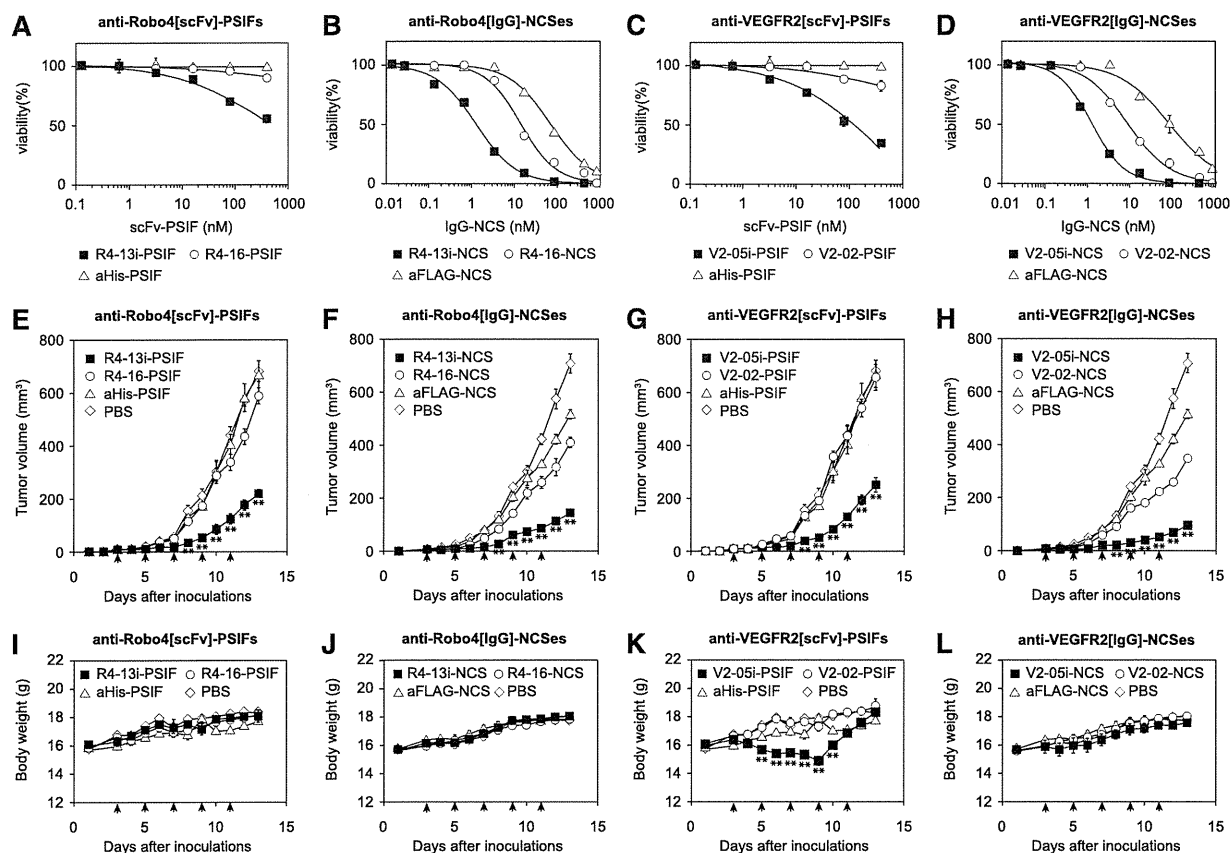 A anti-Robo4[scFv]-PSIFs
viability(%)
100
50
0
0.1 1 10 100 1000
scFv-PSIF (nM)
R4-13i-PSIF R4-16-PSIF
aHis-PSIF
B anti-Robo4[IgG]-NCSes
viability(%)
100
50
0
0.01 0.1 1 10 100 1000
IgG-NCS (nM)
R4-13i-NCS R4-16-NCS
aFLAG-NCS
C anti-VEGFR2[scFv]-PSIFs
viability(%)
100
50
0
0.1 1 10 100 1000
scFv-PSIF (nM)
V2-05i-PSIF V2-02-PSIF
aHis-PSIF
D anti-VEGFR2[IgG]-NCSes
viability(%)
100
50
0
0.01 0.1 1 10 100 1000
IgG-NCS (nM)
V2-05i-NCS V2-02-NCS
aFLAG-NCS
E anti-Robo4[scFv]-PSIFs
Tumor volume (mm³)
800
600
400
200
0
R4-13i-PSIF
R4-16-PSIF
aHis-PSIF
PBS
** ** ** ** ** **
0 5 10 15
Days after inoculations
F anti-Robo4[IgG]-NCSes
Tumor volume (mm³)
800
600
400
200
0
R4-13i-NCS
R4-16-NCS
aFLAG-NCS
PBS
** ** ** ** ** **
0 5 10 15
Days after inoculations
G anti-VEGFR2[scFv]-PSIFs
Tumor volume (mm³)
800
600
400
200
0
V2-05i-PSIF
V2-02-PSIF
aHis-PSIF
PBS
** ** ** ** ** **
0 5 10 15
Days after inoculations
H anti-VEGFR2[IgG]-NCSes
Tumor volume (mm³)
800
600
400
200
0
V2-05i-NCS
V2-02-NCS
aFLAG-NCS
PBS
** ** ** ** ** **
0 5 10 15
Days after inoculations
I anti-Robo4[scFv]-PSIFs
Body weight (g)
22
20
18
16
14
12
R4-13i-PSIF R4-16-PSIF
aHis-PSIF PBS
0 5 10 15
Days after inoculations
J anti-Robo4[IgG]-NCSes
Body weight (g)
22
20
18
16
14
12
R4-13i-NCS R4-16-NCS
aFLAG-NCS PBS
0 5 10 15
Days after inoculations
K anti-VEGFR2[scFv]-PSIFs
Body weight (g)
22
20
18
16
14
12
V2-05i-PSIF V2-02-PSIF
aHis-PSIF PBS
** ** ** ** ** **
0 5 10 15
Days after inoculations
L anti-VEGFR2[IgG]-NCSes
Body weight (g)
22
20
18
16
14
12
V2-05i-NCS V2-02-NCS
aFLAG-NCS PBS
0 5 10 15
Days after inoculations